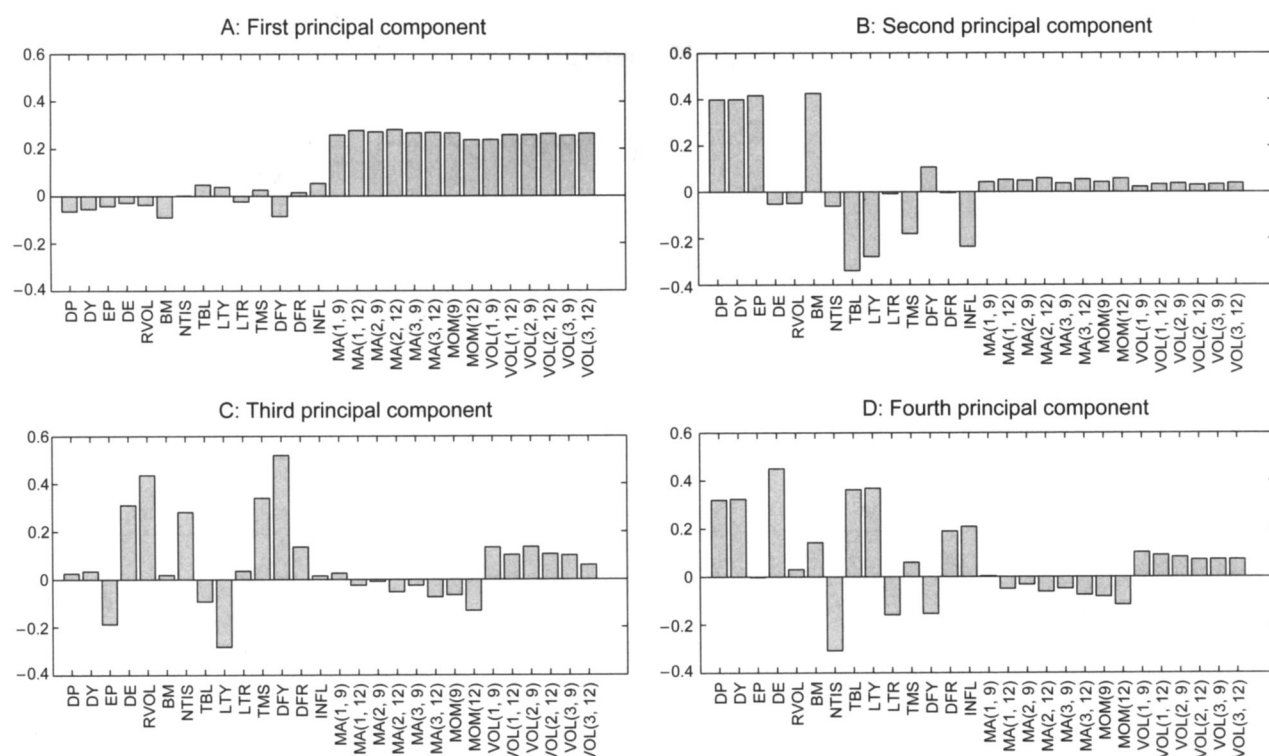 A: First principal component
0.6
0.4
0.2
0
−0.2
−0.4
DP
DY
EP
DE
RVOL
BM
NTIS
TBL
LTY
LTR
TMS
DFY
DFR
INFL
MA(1, 9)
MA(1, 12)
MA(2, 9)
MA(2, 12)
MA(3, 9)
MA(3, 12)
MOM(9)
MOM(12)
VOL(1, 9)
VOL(1, 12)
VOL(2, 9)
VOL(2, 12)
VOL(3, 9)
VOL(3, 12)
B: Second principal component
0.6
0.4
0.2
0
−0.2
−0.4
DP
DY
EP
DE
RVOL
BM
NTIS
TBL
LTY
LTR
TMS
DFY
DFR
INFL
MA(1, 9)
MA(1, 12)
MA(2, 9)
MA(2, 12)
MA(3, 9)
MA(3, 12)
MOM(9)
MOM(12)
VOL(1, 9)
VOL(1, 12)
VOL(2, 9)
VOL(2, 12)
VOL(3, 9)
VOL(3, 12)
C: Third principal component
0.6
0.4
0.2
0
−0.2
−0.4
DP
DY
EP
DE
RVOL
BM
NTIS
TBL
LTY
LTR
TMS
DFY
DFR
INFL
MA(1, 9)
MA(1, 12)
MA(2, 9)
MA(2, 12)
MA(3, 9)
MA(3, 12)
MOM(9)
MOM(12)
VOL(1, 9)
VOL(1, 12)
VOL(2, 9)
VOL(2, 12)
VOL(3, 9)
VOL(3, 12)
D: Fourth principal component
0.6
0.4
0.2
0
−0.2
−0.4
DP
DY
EP
DE
RVOL
BM
NTIS
TBL
LTY
LTR
TMS
DFY
DFR
INFL
MA(1, 9)
MA(1, 12)
MA(2, 9)
MA(2, 12)
MA(3, 9)
MA(3, 12)
MOM(9)
MOM(12)
VOL(1, 9)
VOL(1, 12)
VOL(2, 9)
VOL(2, 12)
VOL(3, 9)
VOL(3, 12)